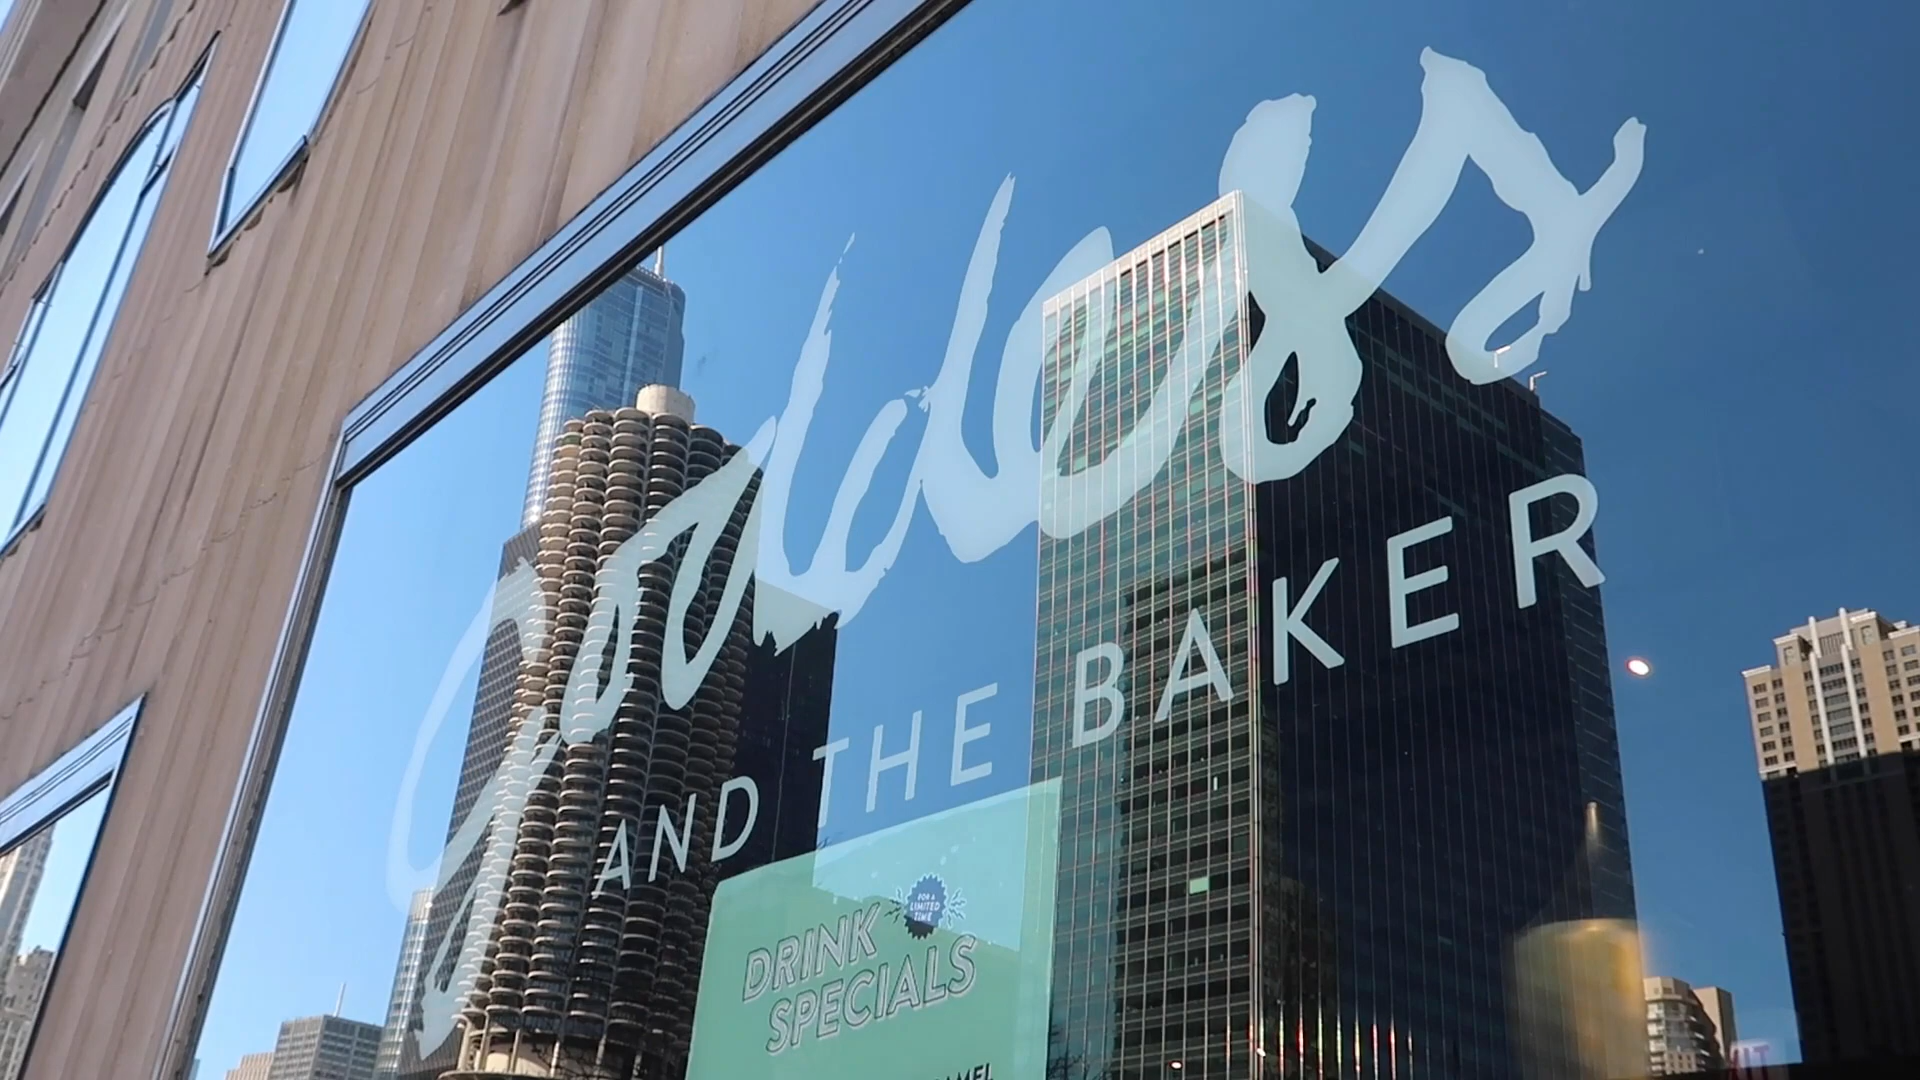 Goddess
AND THE BAKER
FOR A
LIMITED
TIME
DRINK
SPECIALS